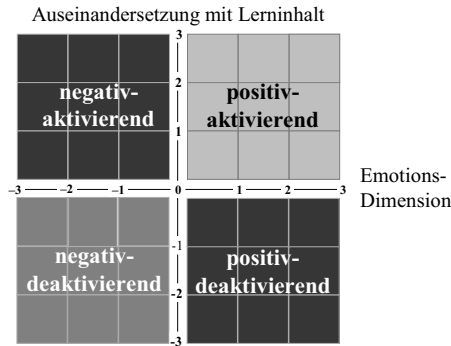 Auseinandersetzung mit Lerninhalt
3
negativ-
aktivierend
2
positiv-
aktivierend
1
–3 –2 –1 0 1 2 3
Emotions-
Dimension
negativ-
deaktivierend
-1
positiv-
deaktivierend
-2
-3